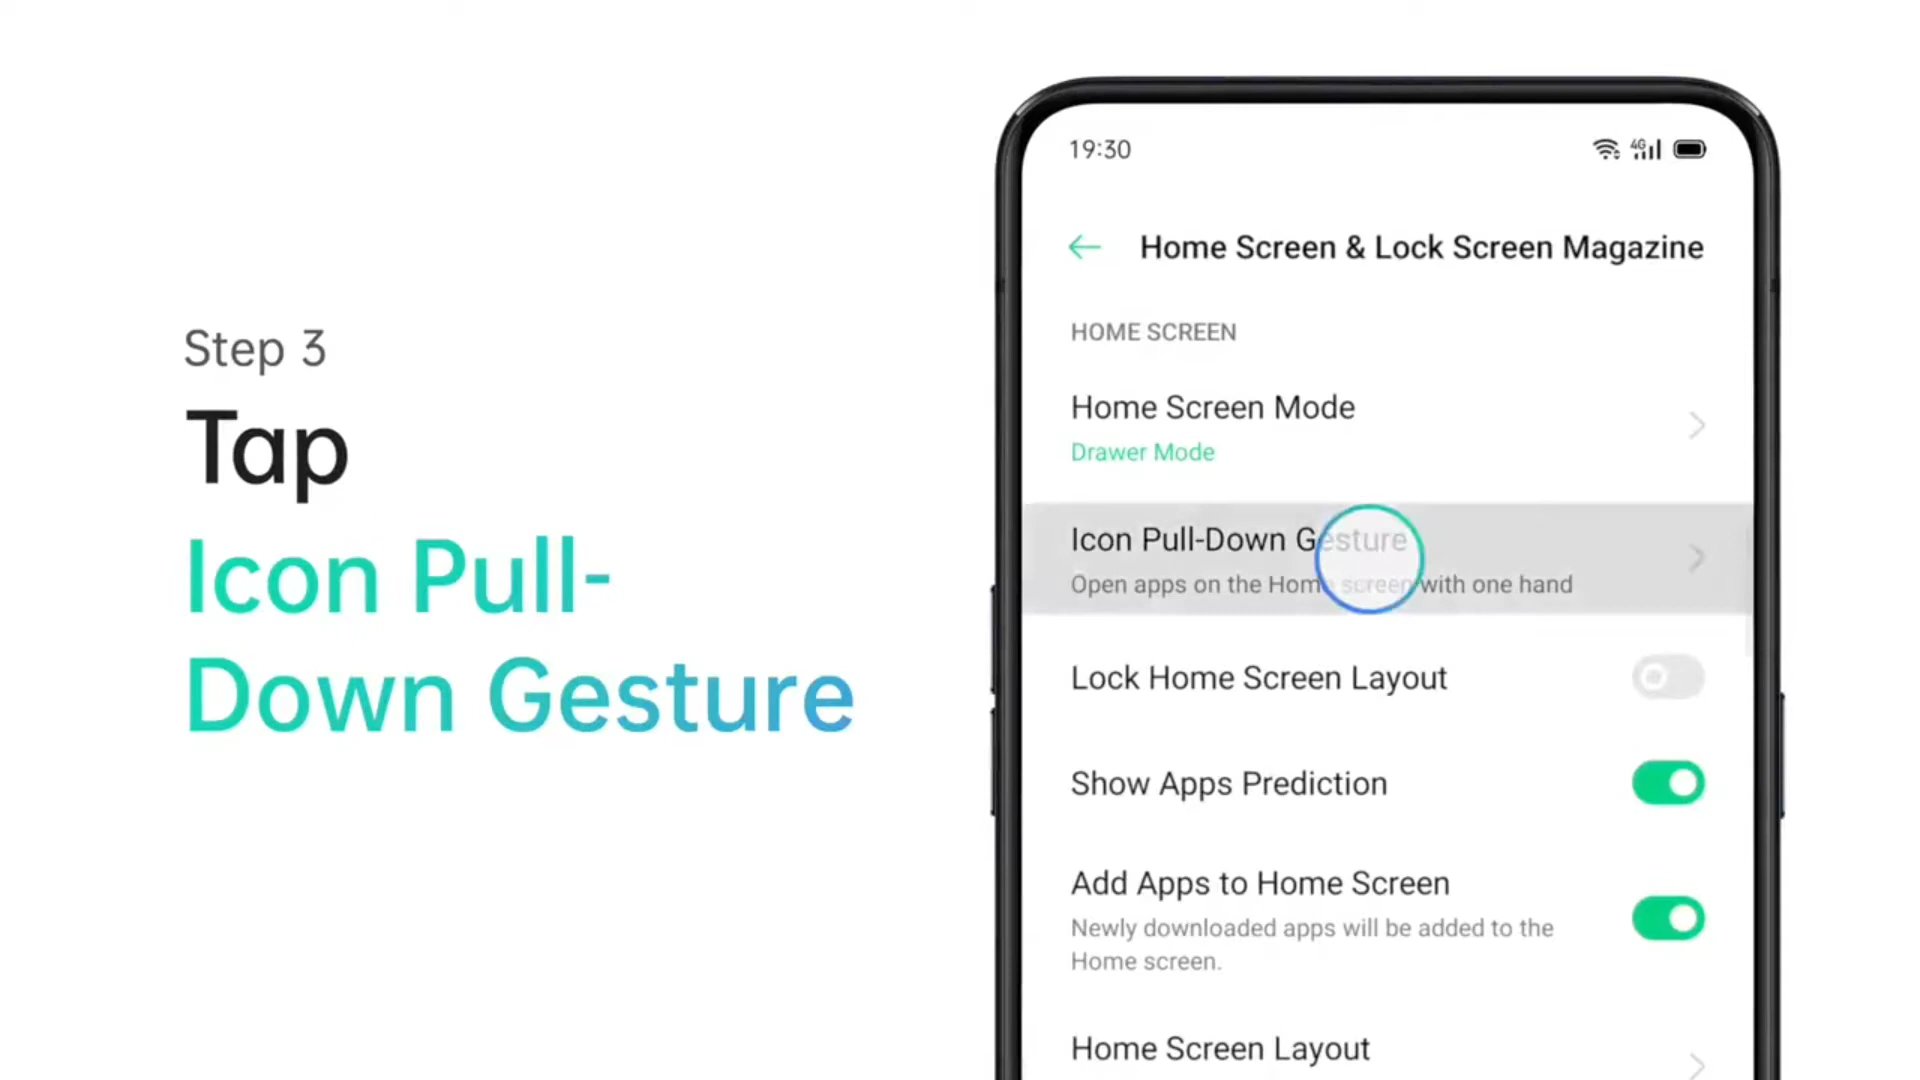 Step 3
Tap
Icon Pull-
Down Gesture
19:30
4G
Home Screen & Lock Screen Magazine
HOME SCREEN
Home Screen Mode
Drawer Mode
Icon Pull-Down Gesture
Open apps on the Home screen with one hand
Lock Home Screen Layout
Show Apps Prediction
Add Apps to Home Screen
Newly downloaded apps will be added to the
Home screen.
Home Screen Layout